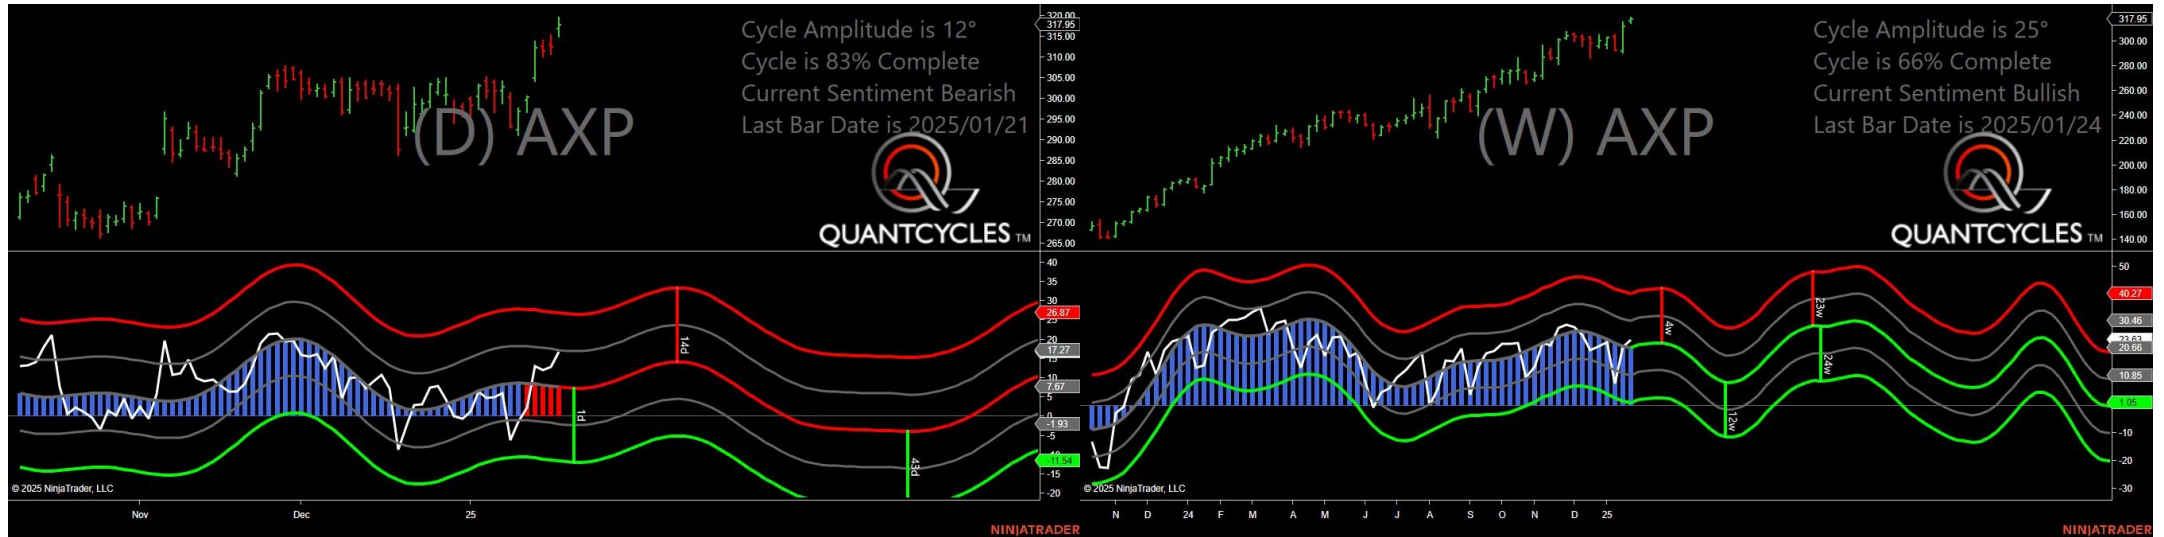 Cycle Amplitude is 12°
Cycle is 83% Complete
Current Sentiment Bearish
Last Bar Date is 2025/01/21
(D) AXP
QUANTCYCLES TM
320.00
317.95
315.00
310.00
305.00
300.00
295.00
290.00
285.00
280.00
275.00
270.00
265.00
40
35
30
26.87
25
20
17.27
15
10
7.67
5
0
-1.93
-5
-11.54
-15
-20
14d
1d
43d
© 2025 NinjaTrader, LLC
Nov Dec 25
NINJATRADER
Cycle Amplitude is 25°
Cycle is 66% Complete
Current Sentiment Bullish
Last Bar Date is 2025/01/24
(W) AXP
QUANTCYCLES TM
317.95
300.00
280.00
260.00
240.00
220.00
200.00
180.00
160.00
140.00
50
40.27
30.46
23.63
20.66
10.85
1.05
-10
-20
-30
4w
12w
23w
24w
© 2025 NinjaTrader, LLC
N D 24 F M A M J J A S O N D 25
NINJATRADER